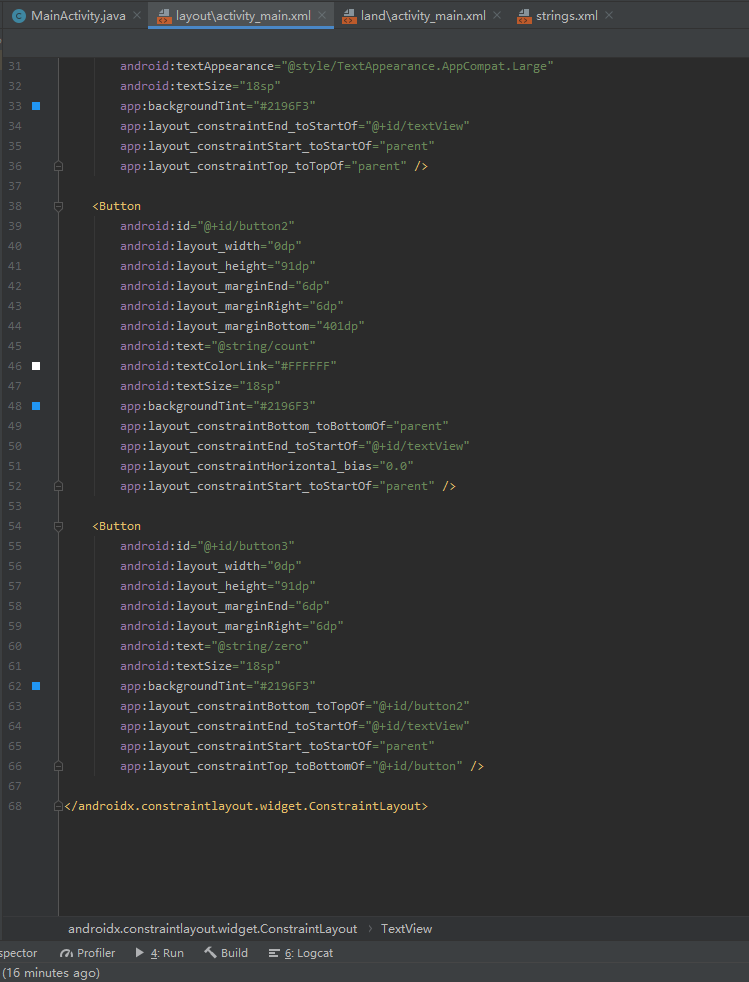 MainActivity.java layout\activity_main.xml land\activity_main.xml strings.xml
31 android:textAppearance="@style/TextAppearance.AppCompat.Large"
32 android:textSize="18sp"
33 app:backgroundTint="#2196F3"
34 app:layout_constraintEnd_toStartOf="@+id/textView"
35 app:layout_constraintStart_toStartOf="parent"
36 app:layout_constraintTop_toTopOf="parent" />
37
38 <Button
39 android:id="@+id/button2"
40 android:layout_width="0dp"
41 android:layout_height="91dp"
42 android:layout_marginEnd="6dp"
43 android:layout_marginRight="6dp"
44 android:layout_marginBottom="401dp"
45 android:text="@string/count"
46 android:textColorLink="#FFFFFF"
47 android:textSize="18sp"
48 app:backgroundTint="#2196F3"
49 app:layout_constraintBottom_toBottomOf="parent"
50 app:layout_constraintEnd_toStartOf="@+id/textView"
51 app:layout_constraintHorizontal_bias="0.0"
52 app:layout_constraintStart_toStartOf="parent" />
53
54 <Button
55 android:id="@+id/button3"
56 android:layout_width="0dp"
57 android:layout_height="91dp"
58 android:layout_marginEnd="6dp"
59 android:layout_marginRight="6dp"
60 android:text="@string/zero"
61 android:textSize="18sp"
62 app:backgroundTint="#2196F3"
63 app:layout_constraintBottom_toTopOf="@+id/button2"
64 app:layout_constraintEnd_toStartOf="@+id/textView"
65 app:layout_constraintStart_toStartOf="parent"
66 app:layout_constraintTop_toBottomOf="@+id/button" />
67
68 </androidx.constraintlayout.widget.ConstraintLayout>
androidx.constraintlayout.widget.ConstraintLayout › TextView
spector Profiler 4: Run Build 6: Logcat
(16 minutes ago)